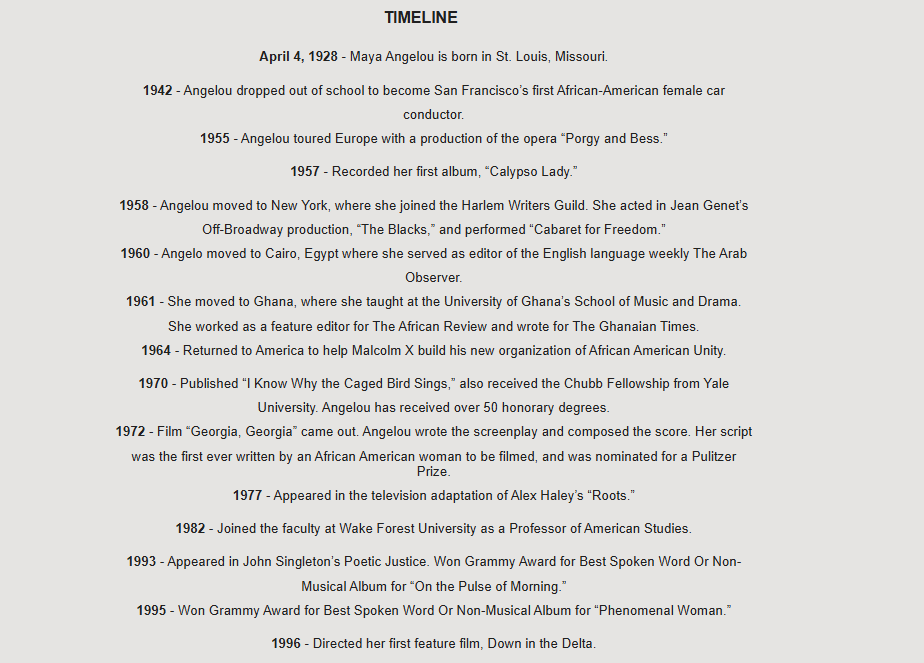 TIMELINE
April 4, 1928 - Maya Angelou is born in St. Louis, Missouri.
1942 - Angelou dropped out of school to become San Francisco’s first African-American female car
conductor.
1955 - Angelou toured Europe with a production of the opera “Porgy and Bess.”
1957 - Recorded her first album, “Calypso Lady.”
1958 - Angelou moved to New York, where she joined the Harlem Writers Guild. She acted in Jean Genet’s
Off-Broadway production, “The Blacks,” and performed “Cabaret for Freedom.”
1960 - Angelo moved to Cairo, Egypt where she served as editor of the English language weekly The Arab
Observer.
1961 - She moved to Ghana, where she taught at the University of Ghana’s School of Music and Drama.
She worked as a feature editor for The African Review and wrote for The Ghanaian Times.
1964 - Returned to America to help Malcolm X build his new organization of African American Unity.
1970 - Published “I Know Why the Caged Bird Sings,” also received the Chubb Fellowship from Yale
University. Angelou has received over 50 honorary degrees.
1972 - Film “Georgia, Georgia” came out. Angelou wrote the screenplay and composed the score. Her script
was the first ever written by an African American woman to be filmed, and was nominated for a Pulitzer
Prize.
1977 - Appeared in the television adaptation of Alex Haley’s “Roots.”
1982 - Joined the faculty at Wake Forest University as a Professor of American Studies.
1993 - Appeared in John Singleton’s Poetic Justice. Won Grammy Award for Best Spoken Word Or Non-
Musical Album for “On the Pulse of Morning.”
1995 - Won Grammy Award for Best Spoken Word Or Non-Musical Album for “Phenomenal Woman.”
1996 - Directed her first feature film, Down in the Delta.